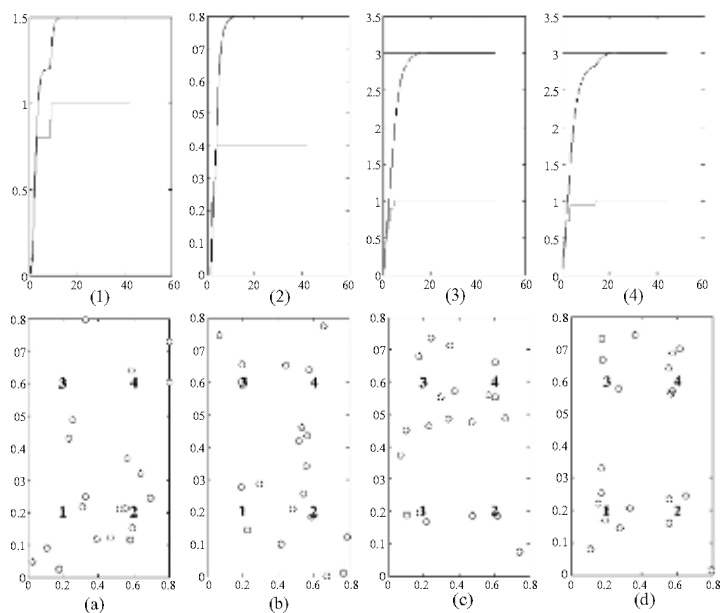 1.5 1 0.5 0 0 20 40 60 (1)
0.8 0.7 0.6 0.5 0.4 0.3 0.2 0.1 0 0 20 40 60 (2)
3.5 3 2.5 2 1.5 1 0.5 0 0 20 40 60 (3)
3.5 3 2.5 2 1.5 1 0.5 0 0 20 40 60 (4)
0.8 0.7 0.6 0.5 0.4 0.3 0.2 0.1 0 3 4 1 2 0 0.2 0.4 0.6 0.8 (a)
0.8 0.7 0.6 0.5 0.4 0.3 0.2 0.1 0 3 4 1 2 0 0.2 0.4 0.6 0.8 (b)
0.8 0.7 0.6 0.5 0.4 0.3 0.2 0.1 0 3 4 1 2 0 0.2 0.4 0.6 0.8 (c)
0.8 0.7 0.6 0.5 0.4 0.3 0.2 0.1 0 3 4 1 2 0 0.2 0.4 0.6 0.8 (d)